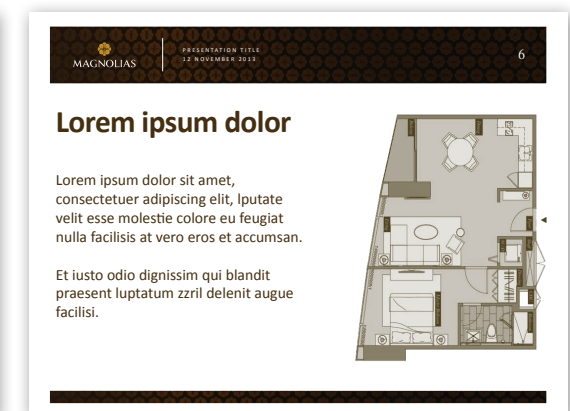 MAGNOLIAS
PRESENTATION TITLE
12 NOVEMBER 2013
6
Lorem ipsum dolor
Lorem ipsum dolor sit amet,
consectetuer adipiscing elit, lputate
velit esse molestie colore eu feugiat
nulla facilisis at vero eros et accumsan.
Et iusto odio dignissim qui blandit
praesent luptatum zzril delenit augue
facilisi.